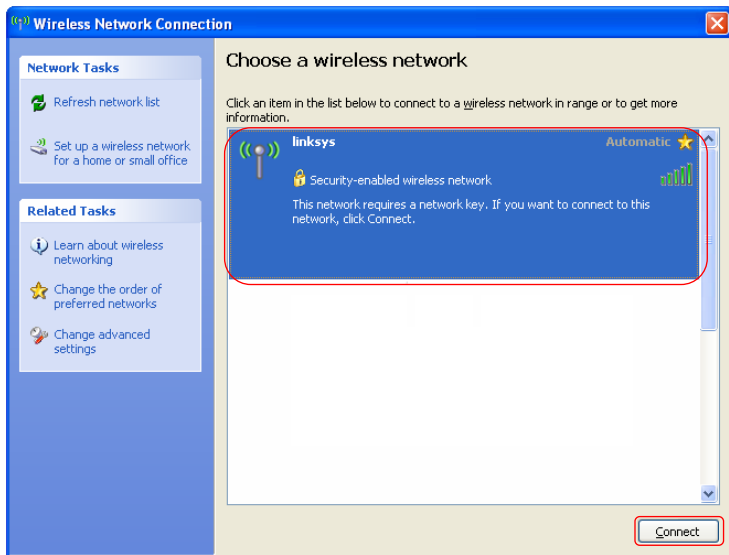 Wireless Network Connection
Network Tasks
Refresh network list
Set up a wireless network
for a home or small office
Related Tasks
Learn about wireless
networking
Change the order of
preferred networks
Change advanced
settings
Choose a wireless network
Click an item in the list below to connect to a wireless network in range or to get more
information.
linksys
Automatic
Security-enabled wireless network
This network requires a network key. If you want to connect to this
network, click Connect.
Connect